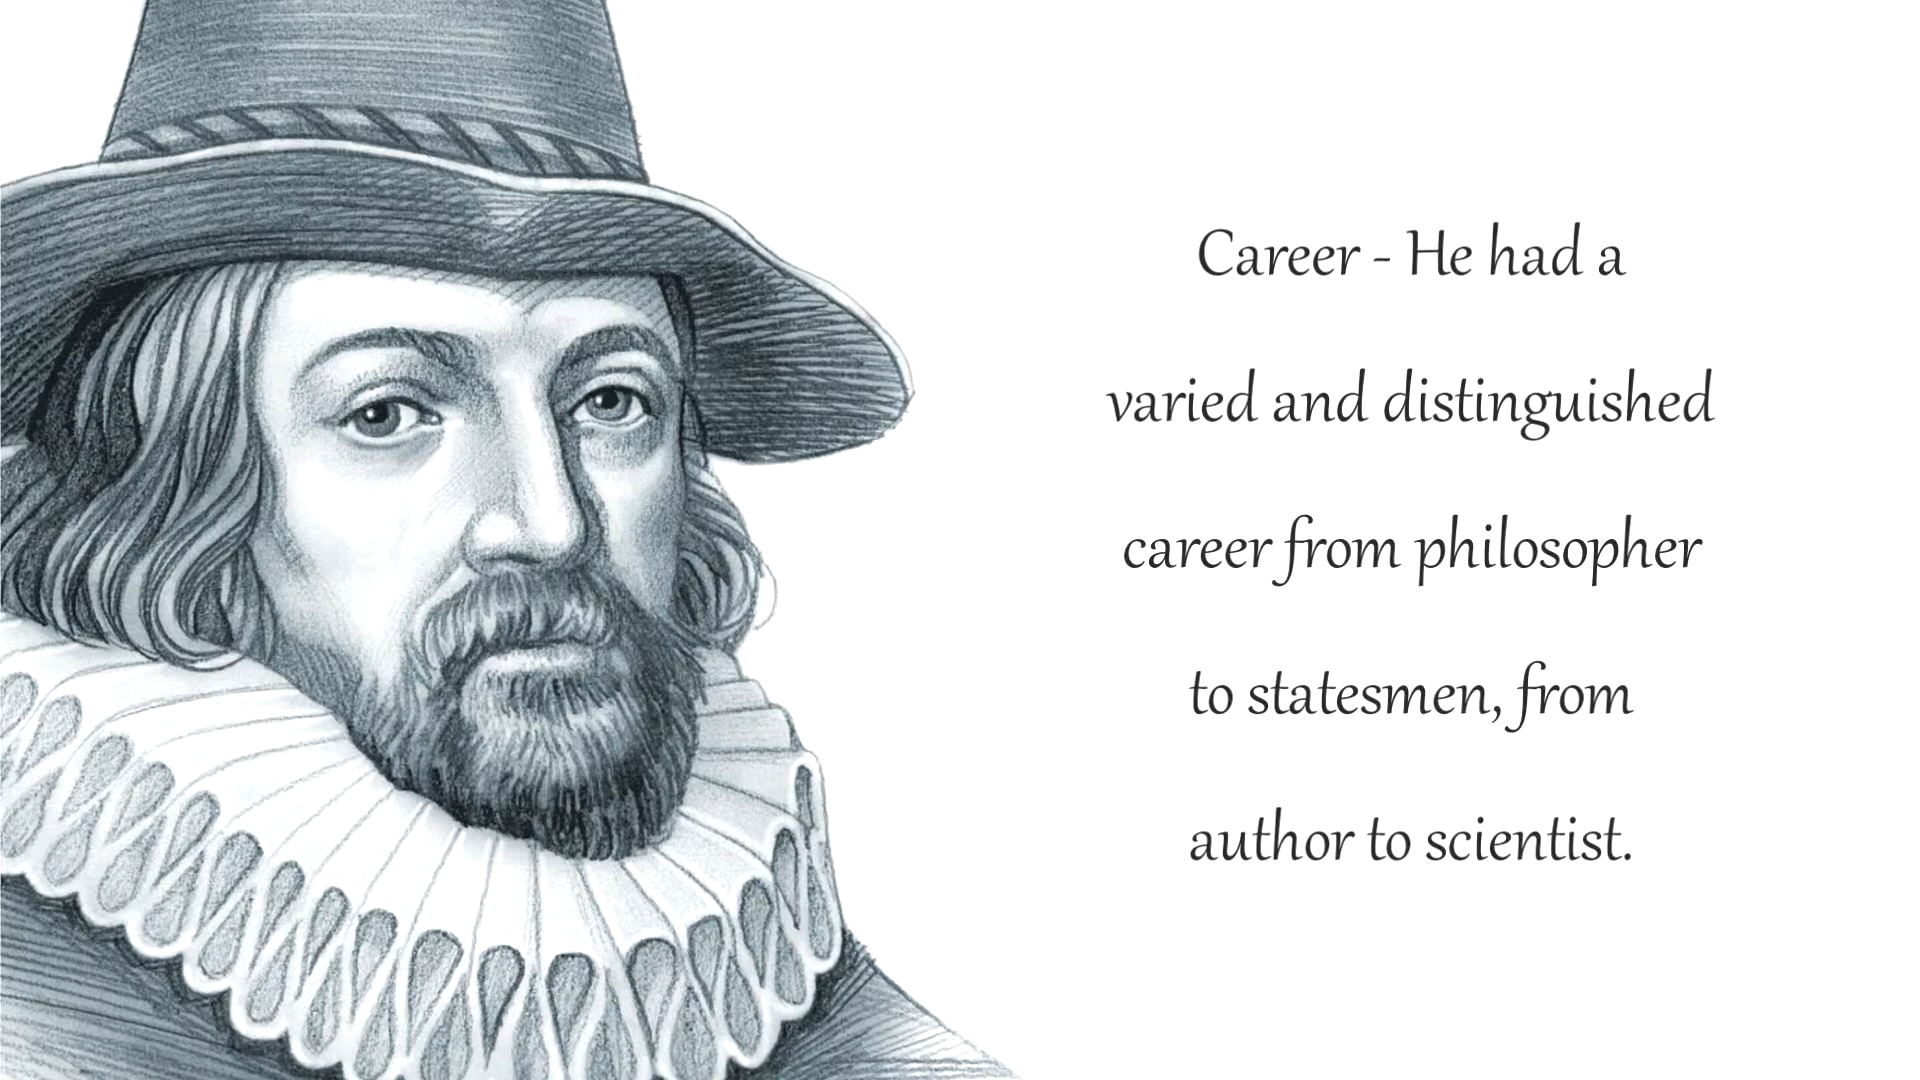 Career - He had a
varied and distinguished
career from philosopher
to statesmen, from
author to scientist.